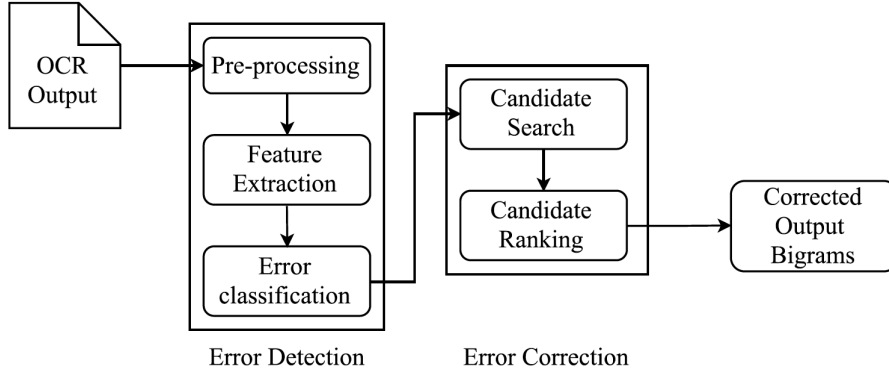 OCR
Output
Pre-processing
Feature
Extraction
Error
classification
Error Detection
Candidate
Search
Candidate
Ranking
Error Correction
Corrected
Output
Bigrams